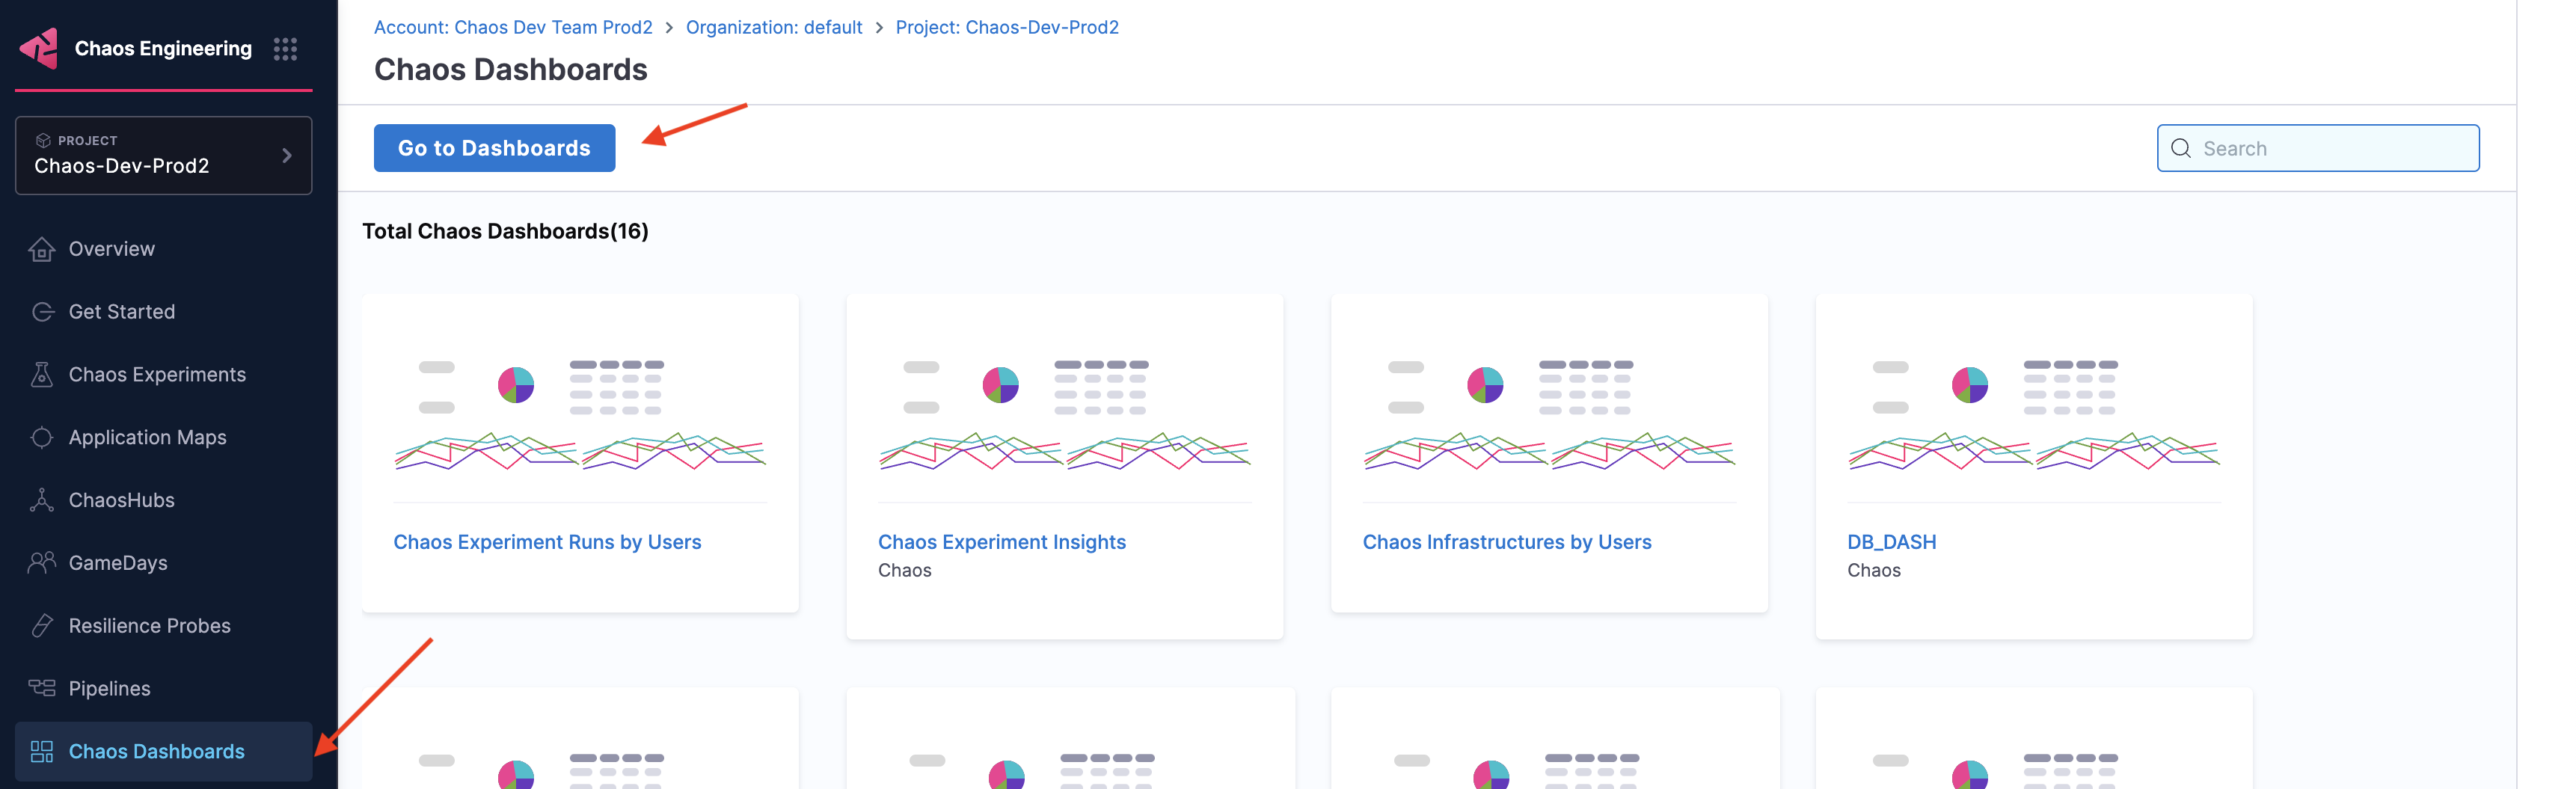 Chaos Engineering
PROJECT
Chaos-Dev-Prod2
Overview
Get Started
Chaos Experiments
Application Maps
ChaosHubs
GameDays
Resilience Probes
Pipelines
Chaos Dashboards
Account: Chaos Dev Team Prod2 > Organization: default > Project: Chaos-Dev-Prod2
Chaos Dashboards
Go to Dashboards
Search
Total Chaos Dashboards(16)
Chaos Experiment Runs by Users
Chaos Experiment Insights
Chaos
Chaos Infrastructures by Users
DB_DASH
Chaos